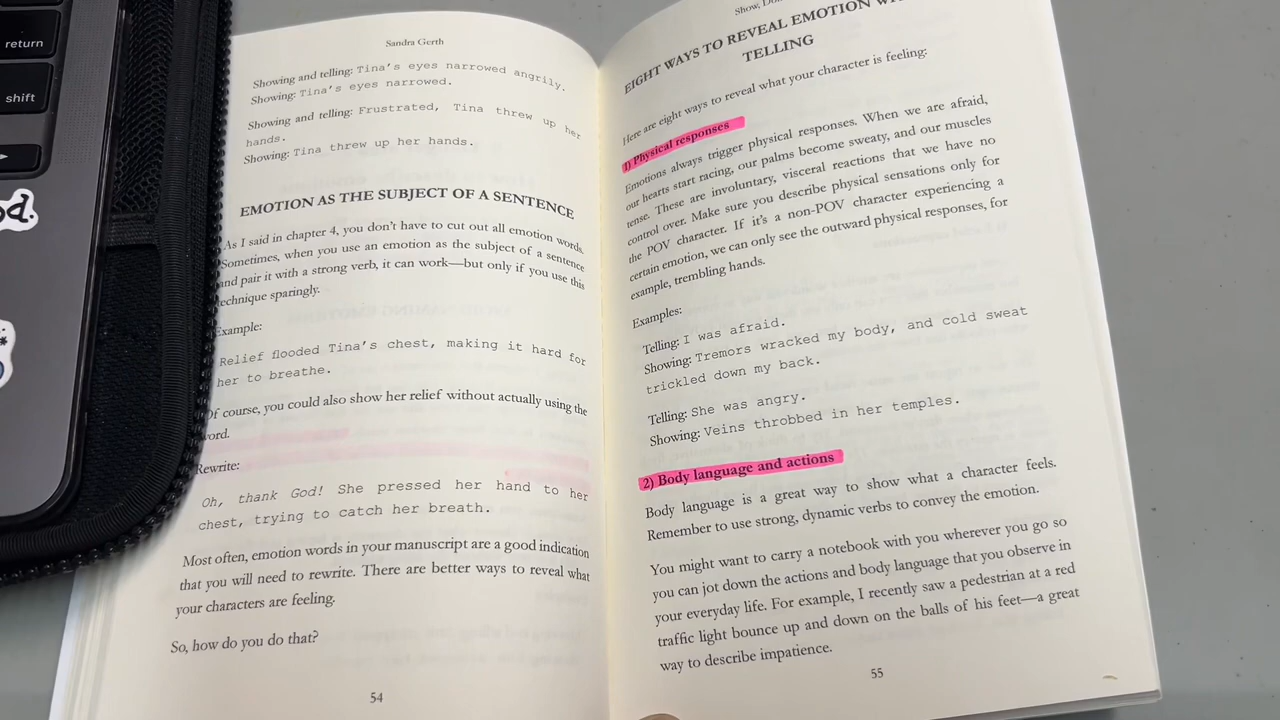 return
shift
Sandra Gerth
Showing and telling: Tina's eyes narrowed angrily.
Showing: Tina's eyes narrowed.
Showing and telling: Frustrated, Tina threw up her
hands.
Showing: Tina threw up her hands.
EMOTION AS THE SUBJECT OF A SENTENCE
As I said in chapter 4, you don't have to cut out all emotion words.
Sometimes, when you use an emotion as the subject of a sentence
and pair it with a strong verb, it can work—but only if you use this
technique sparingly.
Example:
Relief flooded Tina's chest, making it hard for
her to breathe.
Of course, you could also show her relief without actually using the
word.
Rewrite:
Oh, thank God! She pressed her hand to her
chest, trying to catch her breath.
Most often, emotion words in your manuscript are a good indication
that you will need to rewrite. There are better ways to reveal what
your characters are feeling.
So, how do you do that?
54
Show,
EIGHT WAYS TO REVEAL EMOTION
TELLING
Here are eight ways to reveal what your character is feeling:
1) Physical responses
Emotions always trigger physical responses. When we are afraid,
our hearts start racing, our palms become sweaty, and our muscles
tense. These are involuntary, visceral reactions that we have no
control over. Make sure you describe physical sensations only for
the POV character. If it's a non-POV character experiencing a
certain emotion, we can only see the outward physical responses, for
example, trembling hands.
Examples:
Telling: I was afraid.
Showing: Tremors wracked my body, and cold sweat
trickled down my back.
Telling: She was angry.
Showing: Veins throbbed in her temples.
2) Body language and actions
Body language is a great way to show what a character feels.
Remember to use strong, dynamic verbs to convey the emotion.
You might want to carry a notebook with you wherever you go so
you can jot down the actions and body language that you observe in
your everyday life. For example, I recently saw a pedestrian at a red
traffic light bounce up and down on the balls of his feet—a great
way to describe impatience.
55